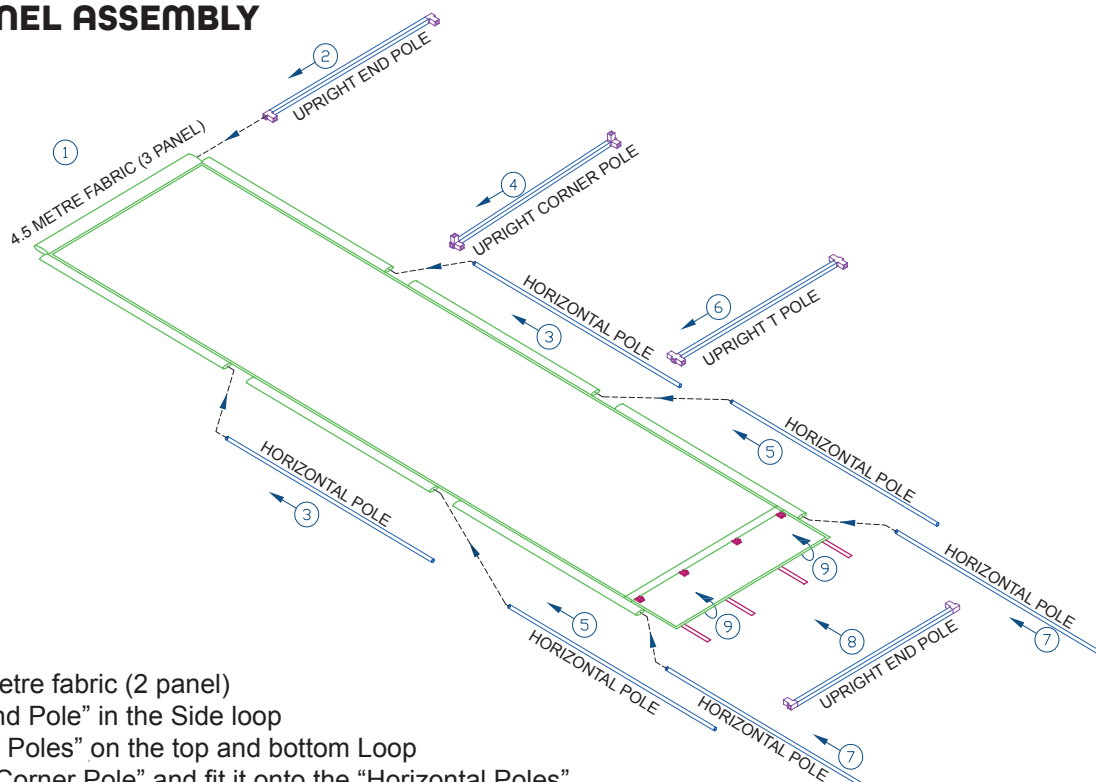 NEL ASSEMBLY
2
UPRIGHT END POLE
1
4.5 METRE FABRIC (3 PANEL)
4
UPRIGHT CORNER POLE
HORIZONTAL POLE
3
6
UPRIGHT T POLE
HORIZONTAL POLE
5
HORIZONTAL POLE
3
HORIZONTAL POLE
7
9
9
8
UPRIGHT END POLE
5
HORIZONTAL POLE
HORIZONTAL POLE
7
etre fabric (2 panel)
nd Pole” in the Side loop
Poles” on the top and bottom Loop
Corner Pole” and fit it onto the “Horizontal Poles”